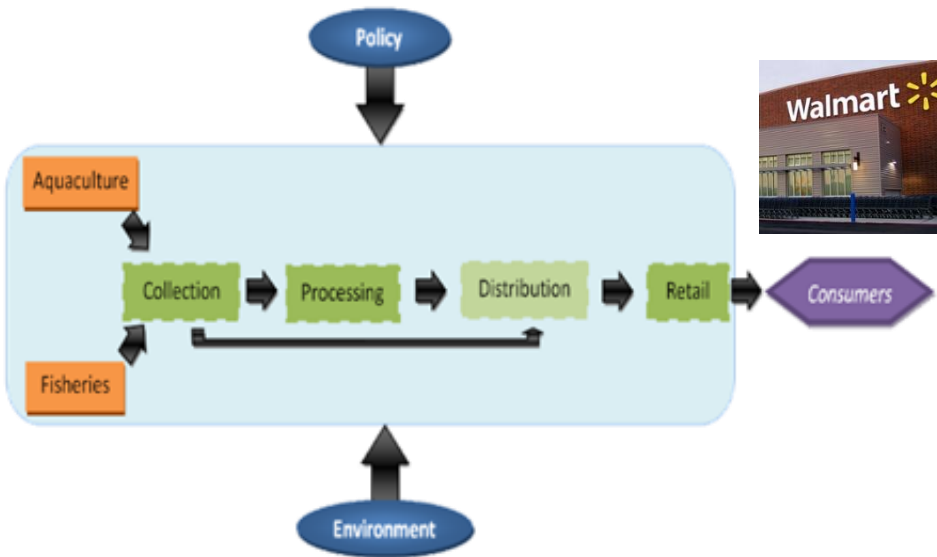 Policy
Walmart
Aquaculture
Collection
Processing
Distribution
Retail
Consumers
Fisheries
Environment